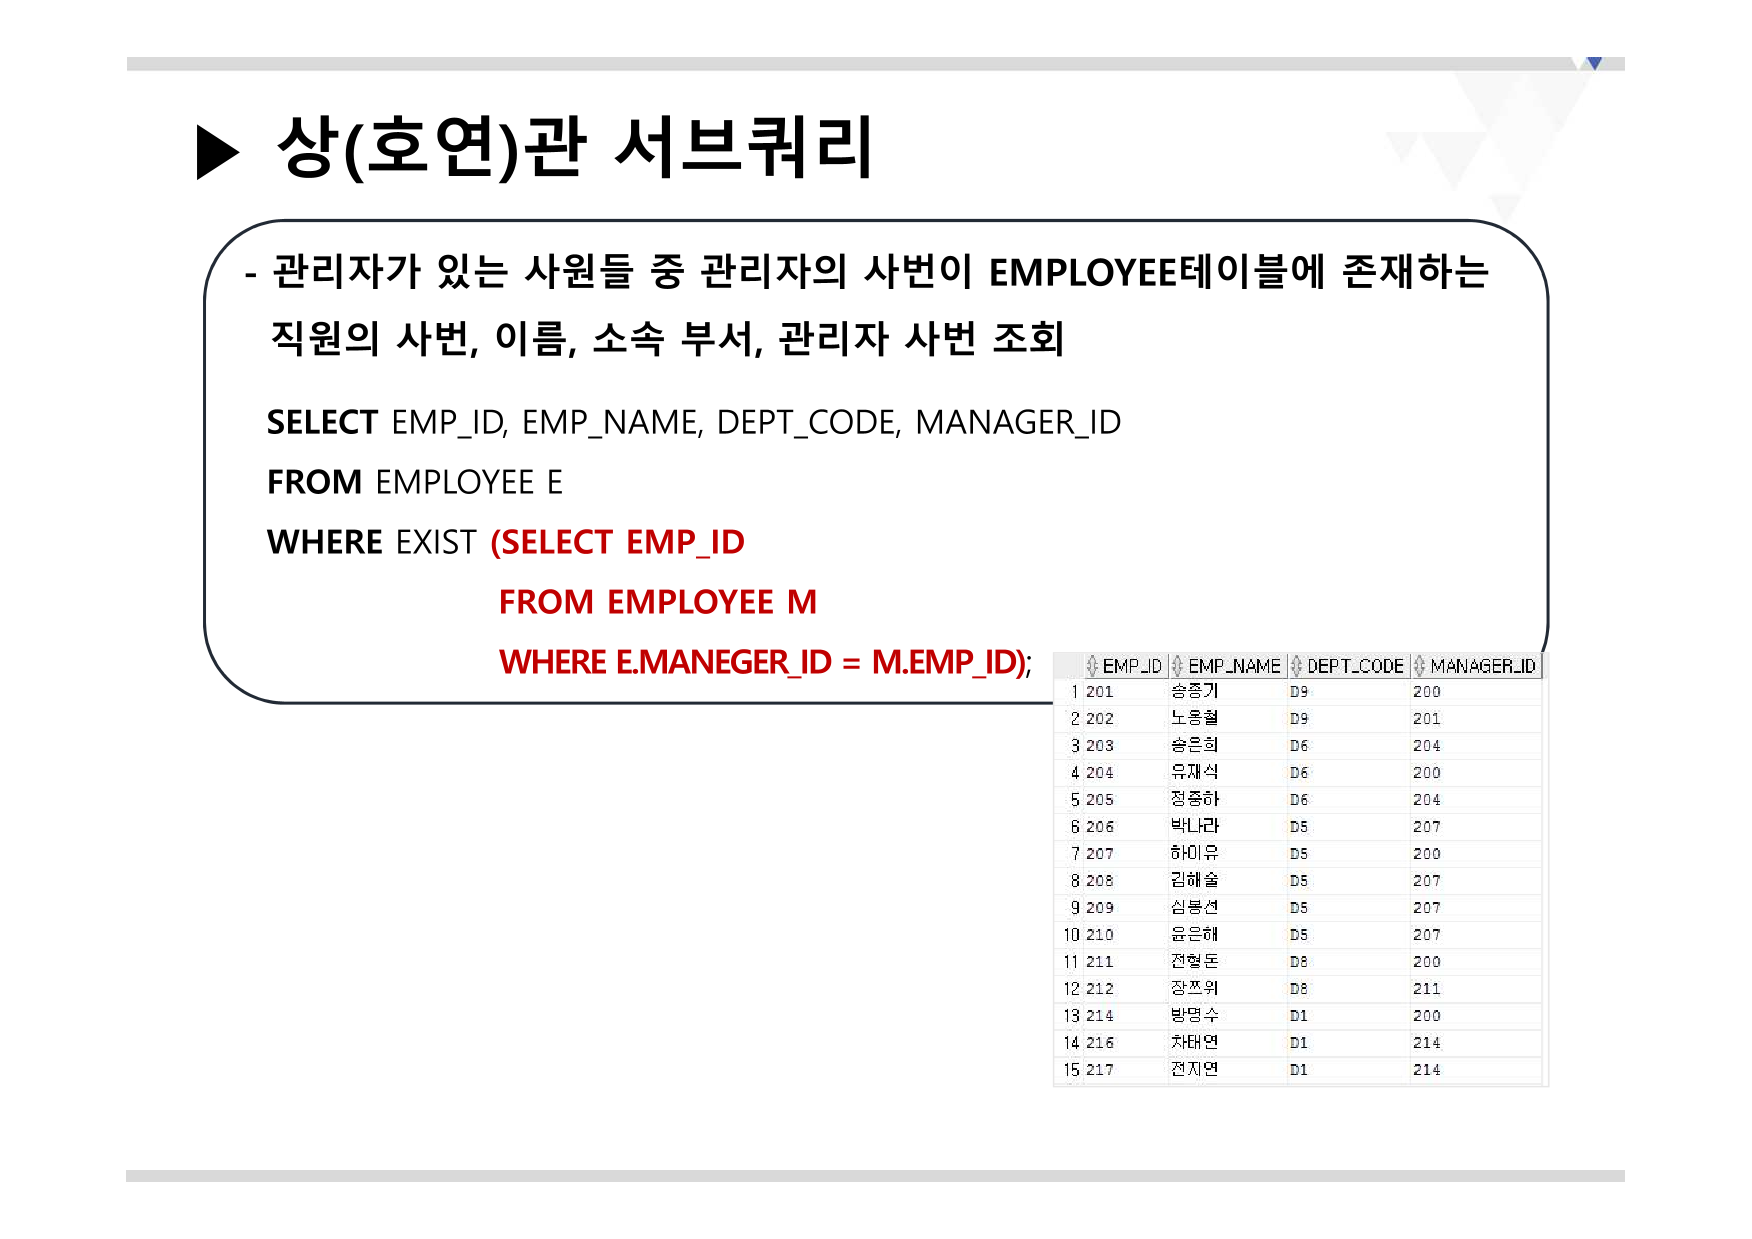 ▶ 상(호연)관 서브쿼리
- 관리자가 있는 사원들 중 관리자의 사번이 EMPLOYEE테이블에 존재하는
직원의 사번, 이름, 소속 부서, 관리자 사번 조회
SELECT EMP_ID, EMP_NAME, DEPT_CODE, MANAGER_ID
FROM EMPLOYEE E
WHERE EXIST (SELECT EMP_ID
FROM EMPLOYEE M
WHERE E.MANEGER_ID = M.EMP_ID);
EMP_ID EMP_NAME DEPT_CODE MANAGER_ID
1 201 송종기 D9 200
2 202 노옹철 D9 201
3 203 송은희 D6 204
4 204 유재식 D6 200
5 205 정중하 D6 204
6 206 박나라 D5 207
7 207 하이유 D5 200
8 208 김해술 D5 207
9 209 심봉선 D5 207
10 210 윤은해 D5 207
11 211 전형돈 D8 200
12 212 장쯔위 D8 211
13 214 방명수 D1 200
14 216 차태연 D1 214
15 217 전지연 D1 214